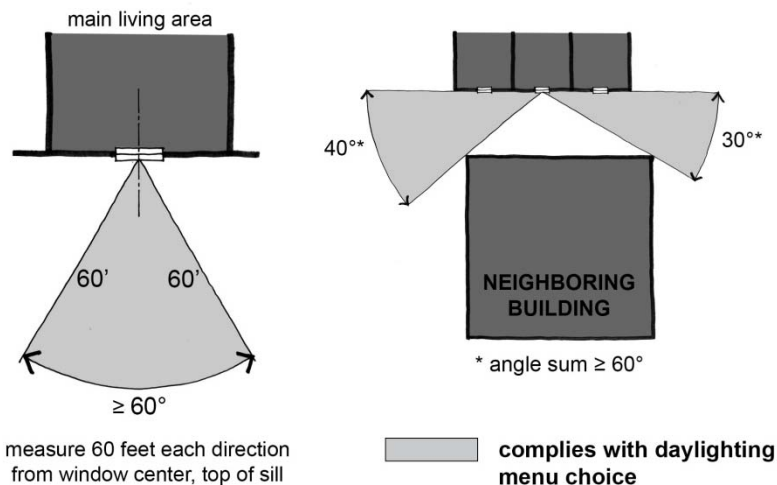 main living area
60' 60'
≥ 60°
measure 60 feet each direction
from window center, top of sill
40°*
30°*
NEIGHBORING
BUILDING
* angle sum ≥ 60°
complies with daylighting
menu choice